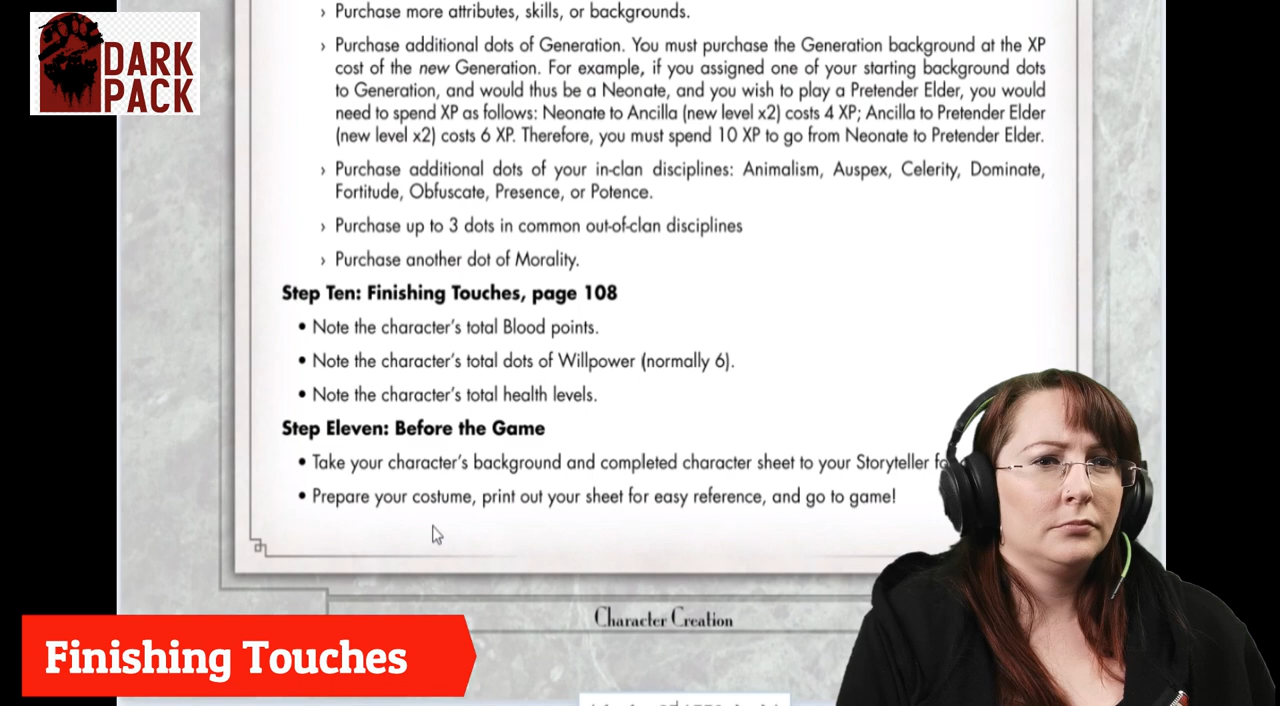 › Purchase more attributes, skills, or backgrounds.
DARK
PACK
› Purchase additional dots of Generation. You must purchase the Generation background at the XP
cost of the new Generation. For example, if you assigned one of your starting background dots
to Generation, and would thus be a Neonate, and you wish to play a Pretender Elder, you would
need to spend XP as follows: Neonate to Ancilla (new level x2) costs 4 XP; Ancilla to Pretender Elder
(new level x2) costs 6 XP. Therefore, you must spend 10 XP to go from Neonate to Pretender Elder.
› Purchase additional dots of your in-clan disciplines: Animalism, Auspex, Celerity, Dominate,
Fortitude, Obfuscate, Presence, or Potence.
› Purchase up to 3 dots in common out-of-clan disciplines
› Purchase another dot of Morality.
Step Ten: Finishing Touches, page 108
• Note the character's total Blood points.
• Note the character's total dots of Willpower (normally 6).
• Note the character's total health levels.
Step Eleven: Before the Game
• Take your character's background and completed character sheet to your Storyteller
• Prepare your costume, print out your sheet for easy reference, and go to game!
Character Creation
Finishing Touches